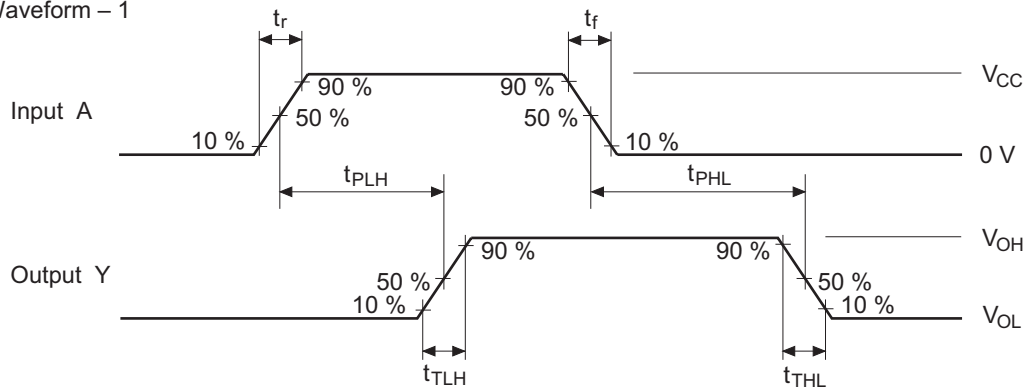 Waveform – 1
tr
tf
90 %
90 %
VCC
Input A
50 %
50 %
10 %
10 %
0 V
tPLH
tPHL
90 %
90 %
VOH
Output Y
50 %
50 %
10 %
10 %
VOL
tTLH
tTHL